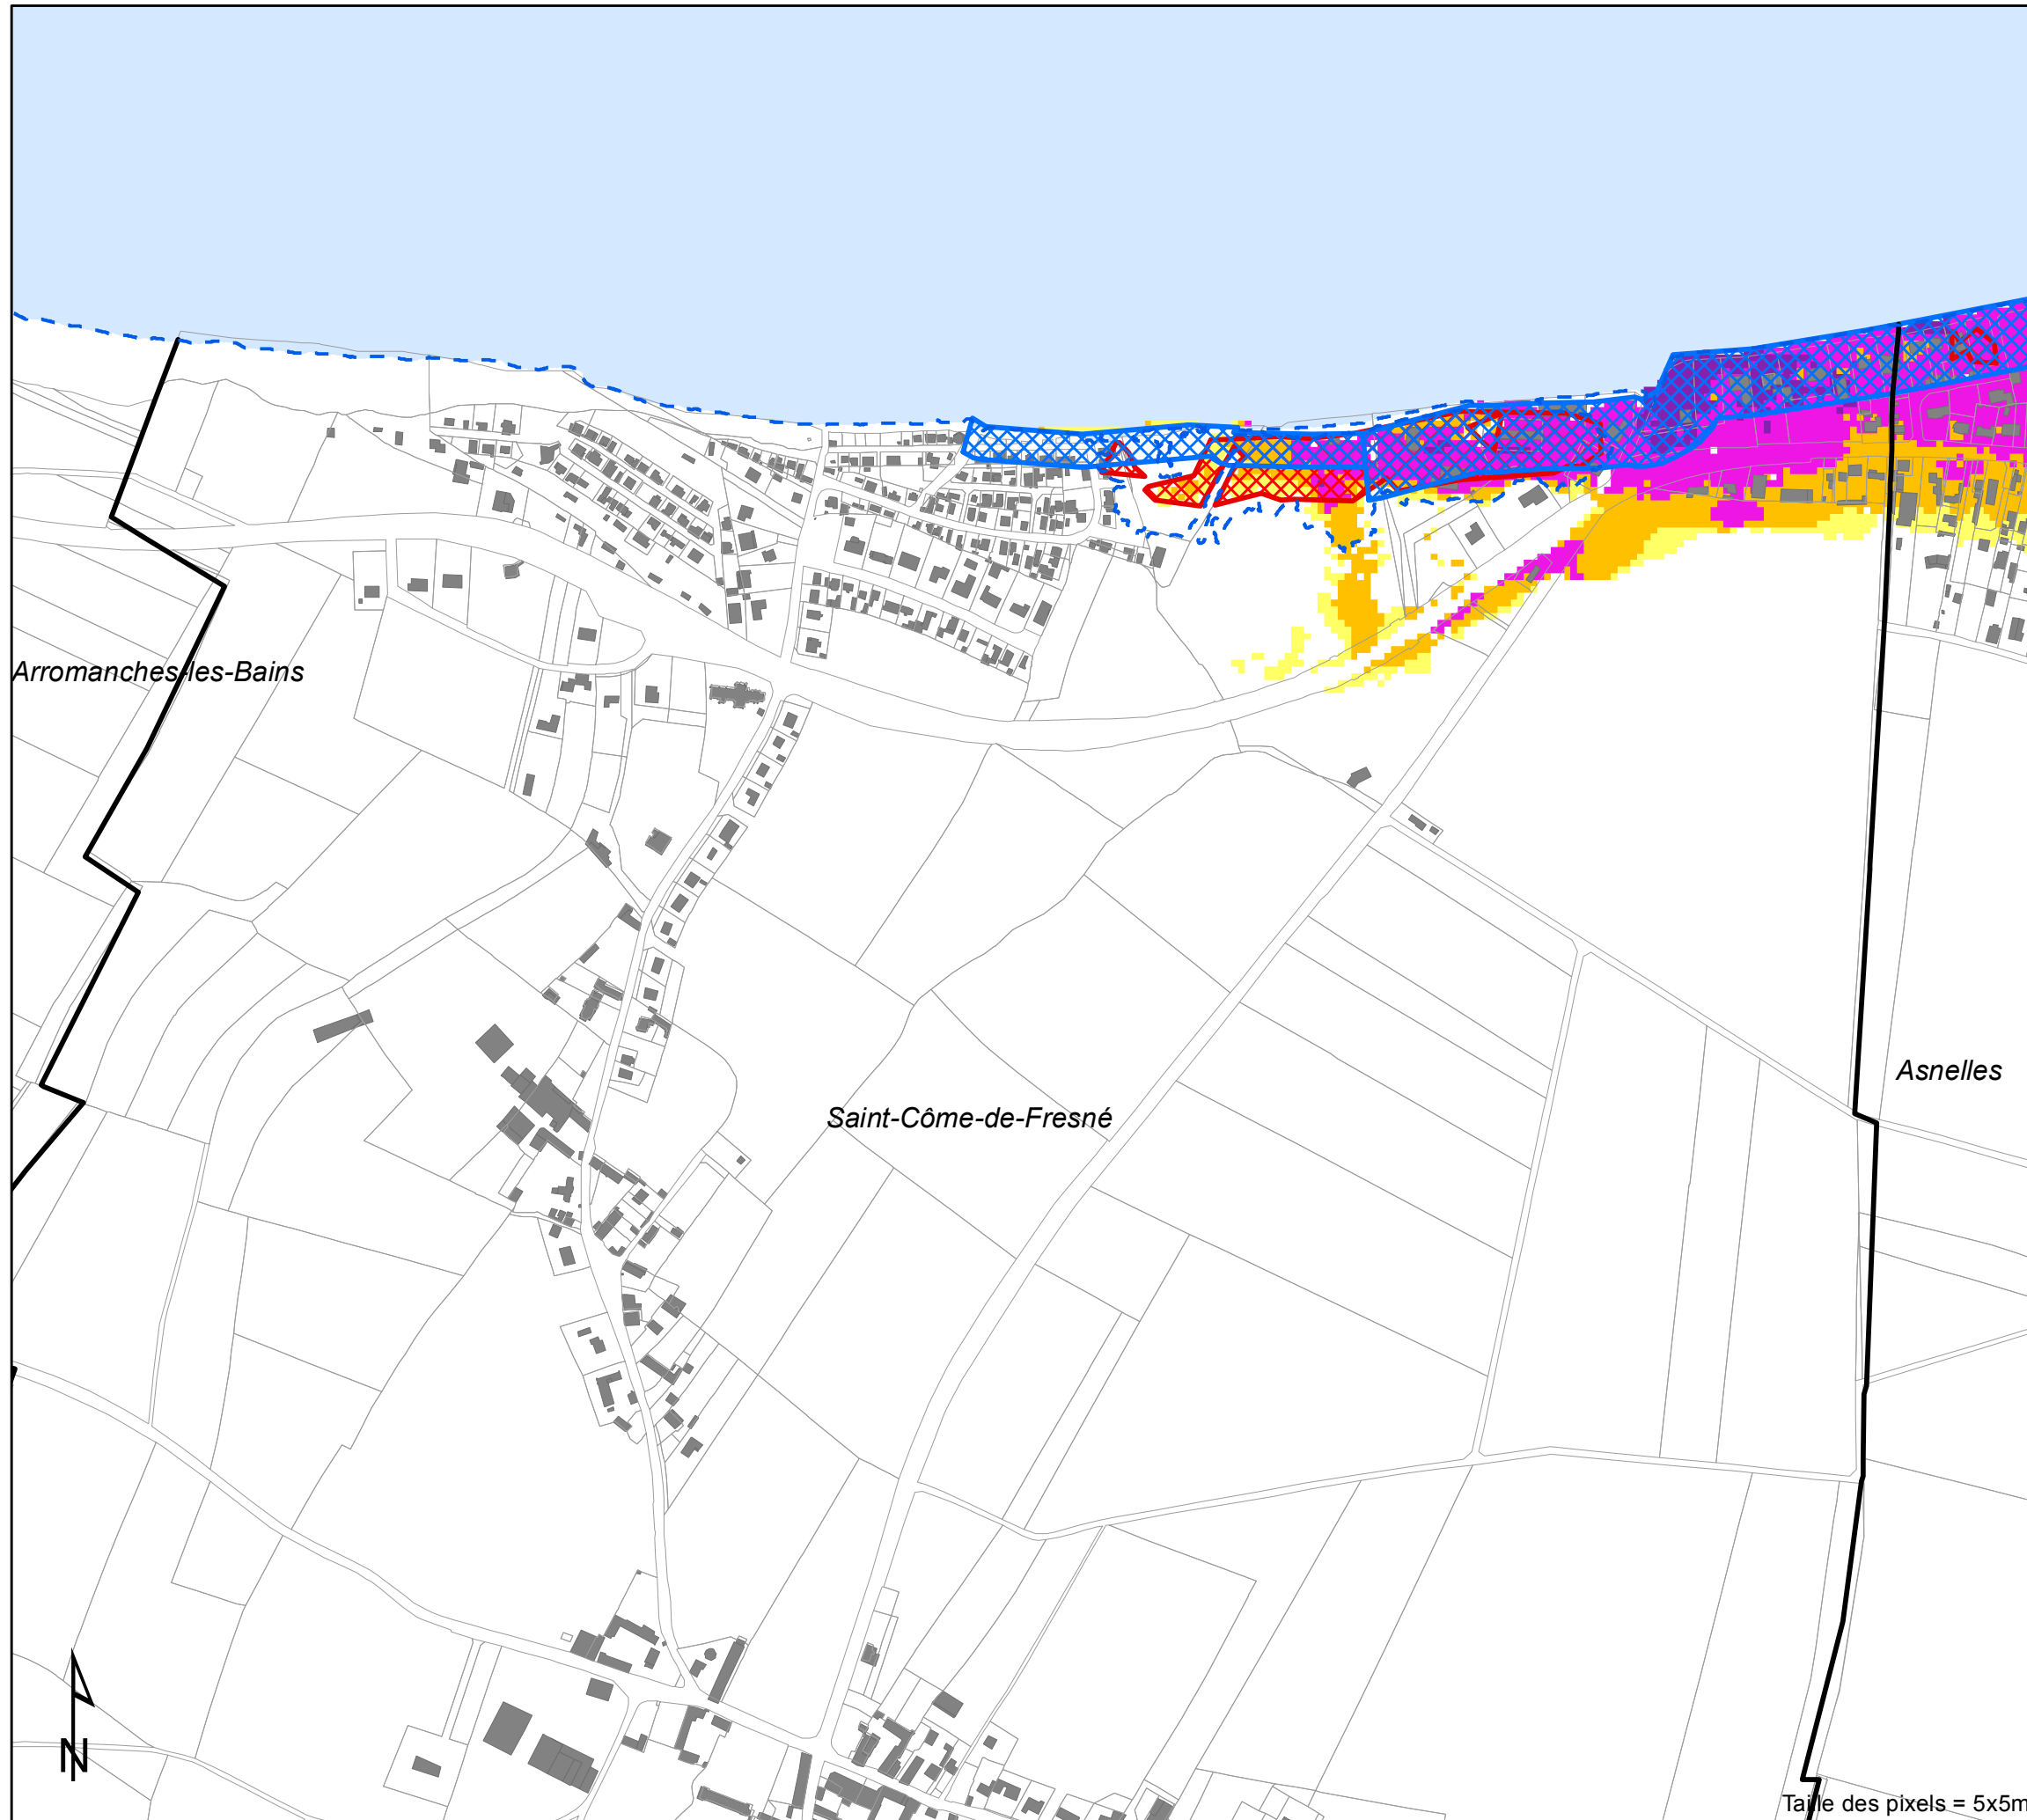 Arromanches-les-Bains
Asnelles
Saint-Côme-de-Fresné
N
Taille des pixels = 5x5m